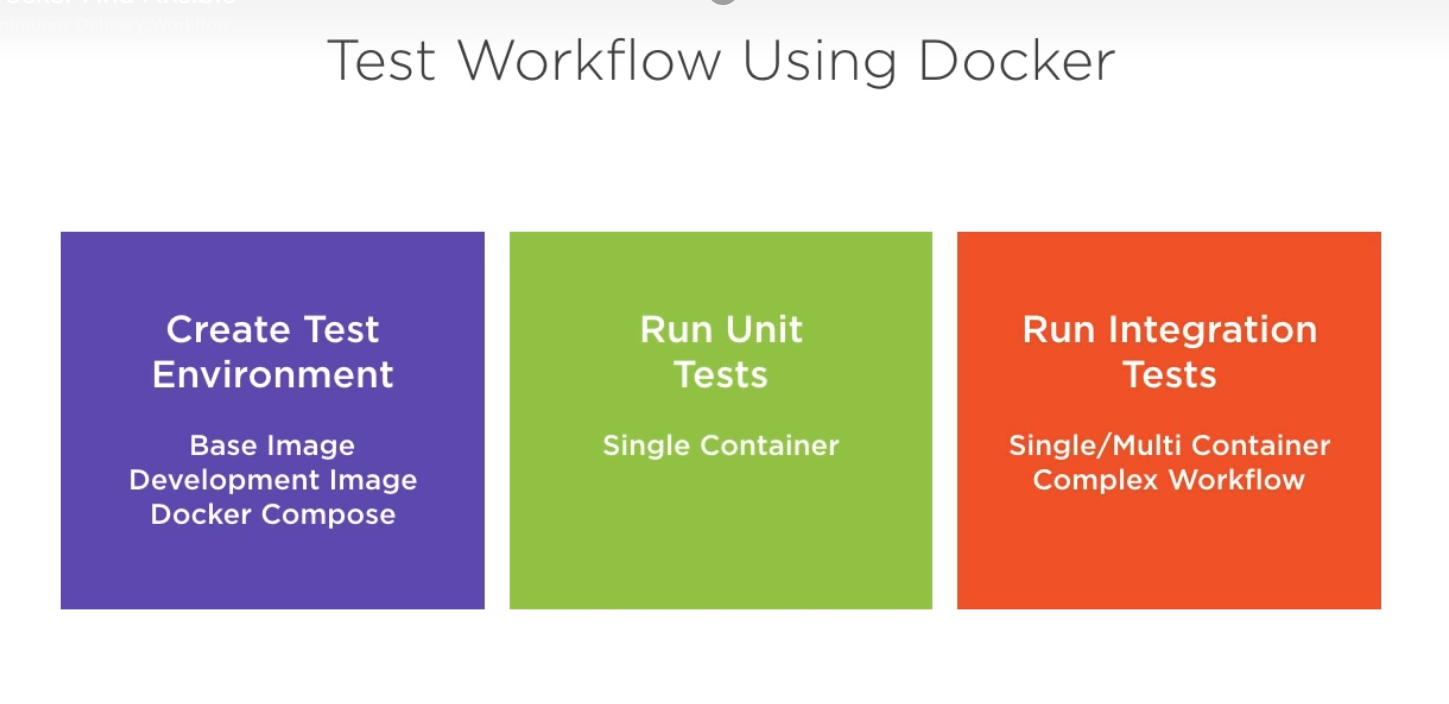 Test Workflow Using Docker
Create Test
Environment
Base Image
Development Image
Docker Compose
Run Unit
Tests
Single Container
Run Integration
Tests
Single/Multi Container
Complex Workflow